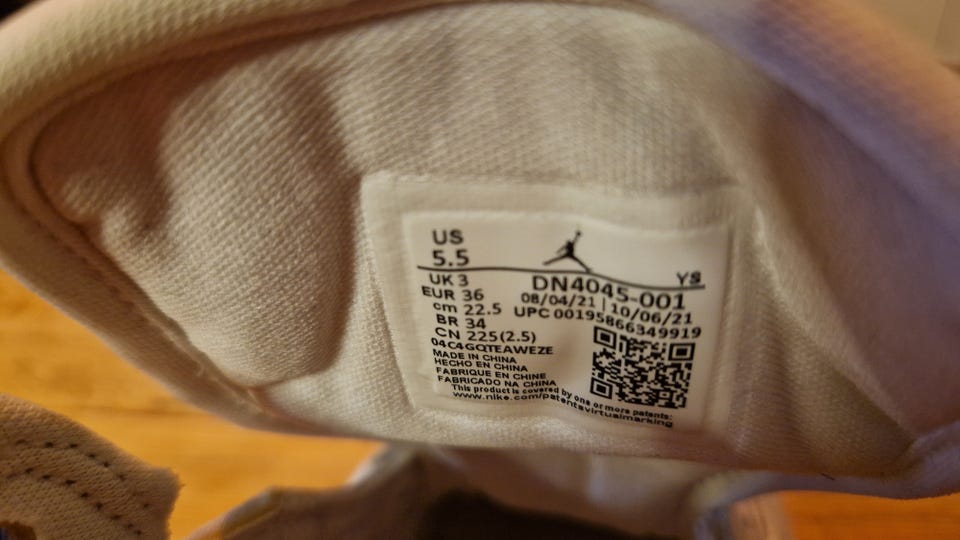 US
5.5
YS
UK 3
DN4045-001
EUR 36
08/04/21 | 10/06/21
cm 22.5
UPC 00195866349919
BR 34
CN 225(2.5)
04C4GQTEAWEZE
MADE IN CHINA
HECHO EN CHINA
FABRIQUE EN CHINE
FABRICADO NA CHINA
This product is covered by one or more patents:
www.nike.com/patentsvirtualmarking